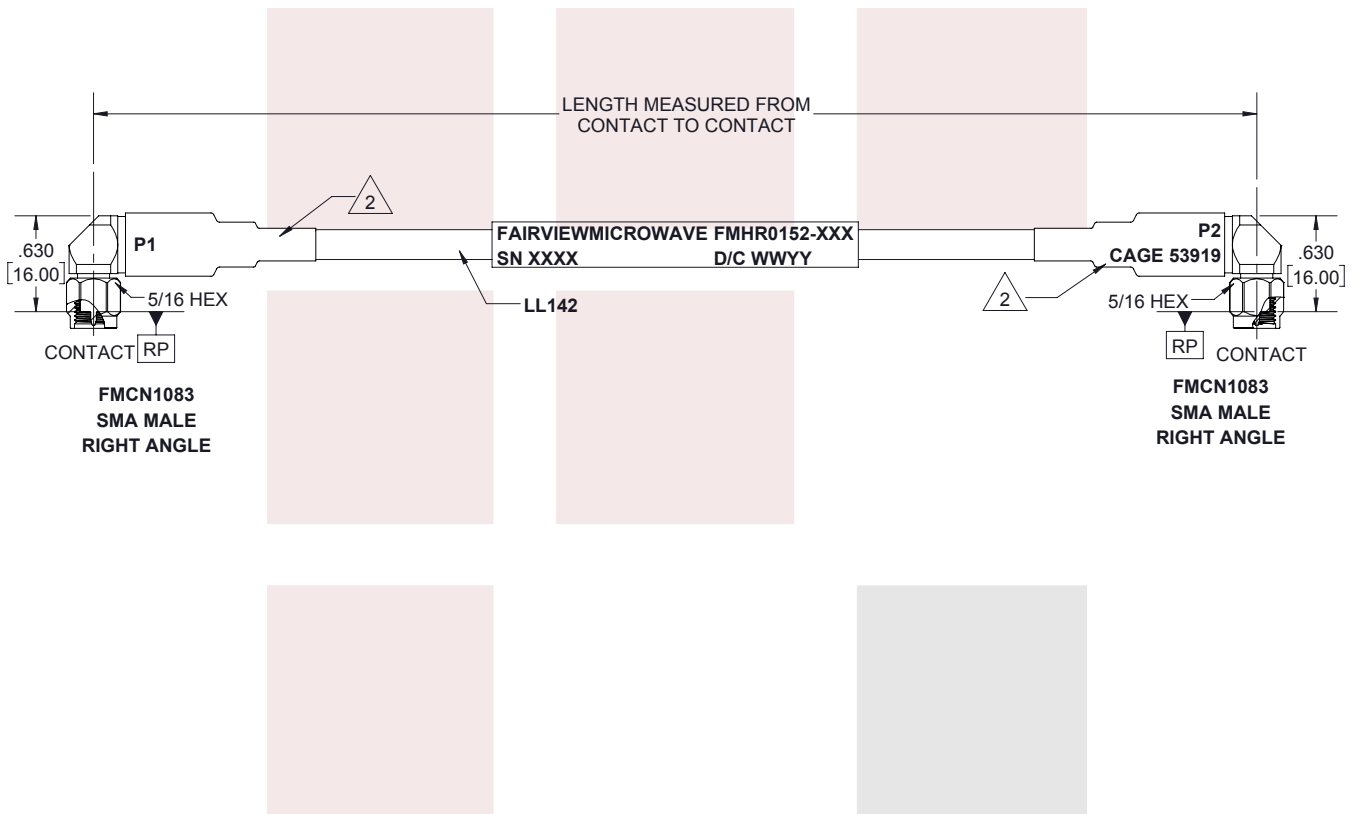 LENGTH MEASURED FROM
CONTACT TO CONTACT
2
.630
[16.00]
P1
FAIRVIEWMICROWAVE FMHR0152-XXX
SN XXXX D/C WWYY
P2
CAGE 53919
.630
[16.00]
5/16 HEX
LL142
2
5/16 HEX
CONTACT
RP
RP
CONTACT
FMCN1083
SMA MALE
RIGHT ANGLE
FMCN1083
SMA MALE
RIGHT ANGLE